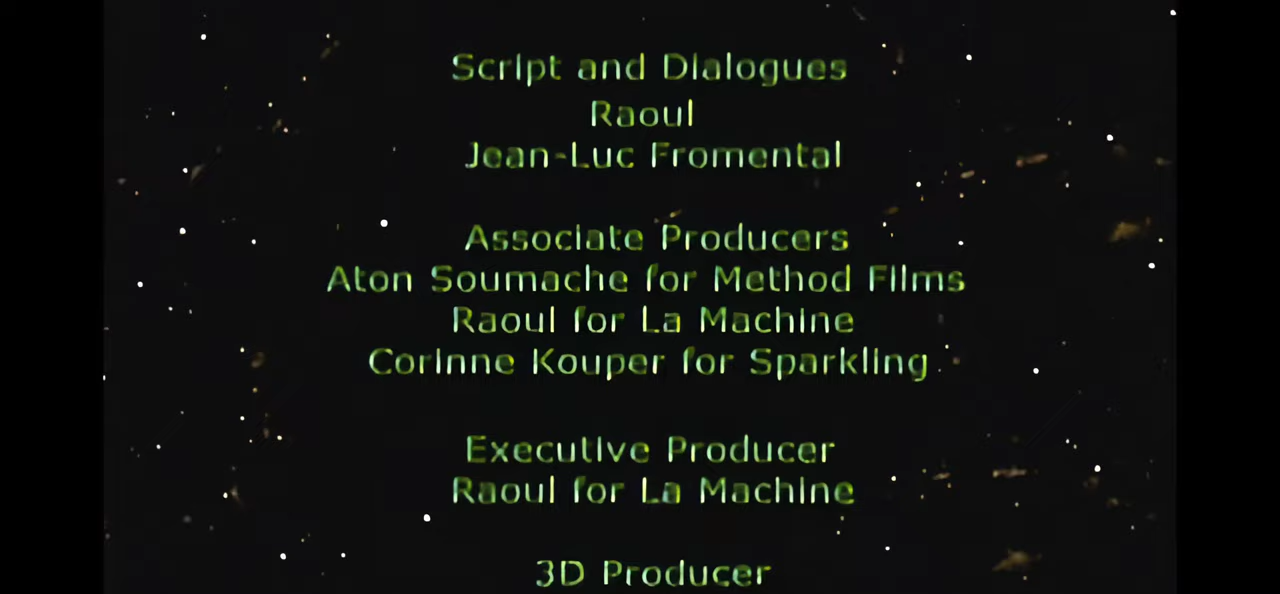 Script and Dialogues
Raoul
Jean-Luc Fromental
Associate Producers
Aton Soumache for Method Films
Raoul for La Machine
Corinne Kouper for Sparkling
Executive Producer
Raoul for La Machine
3D Producer